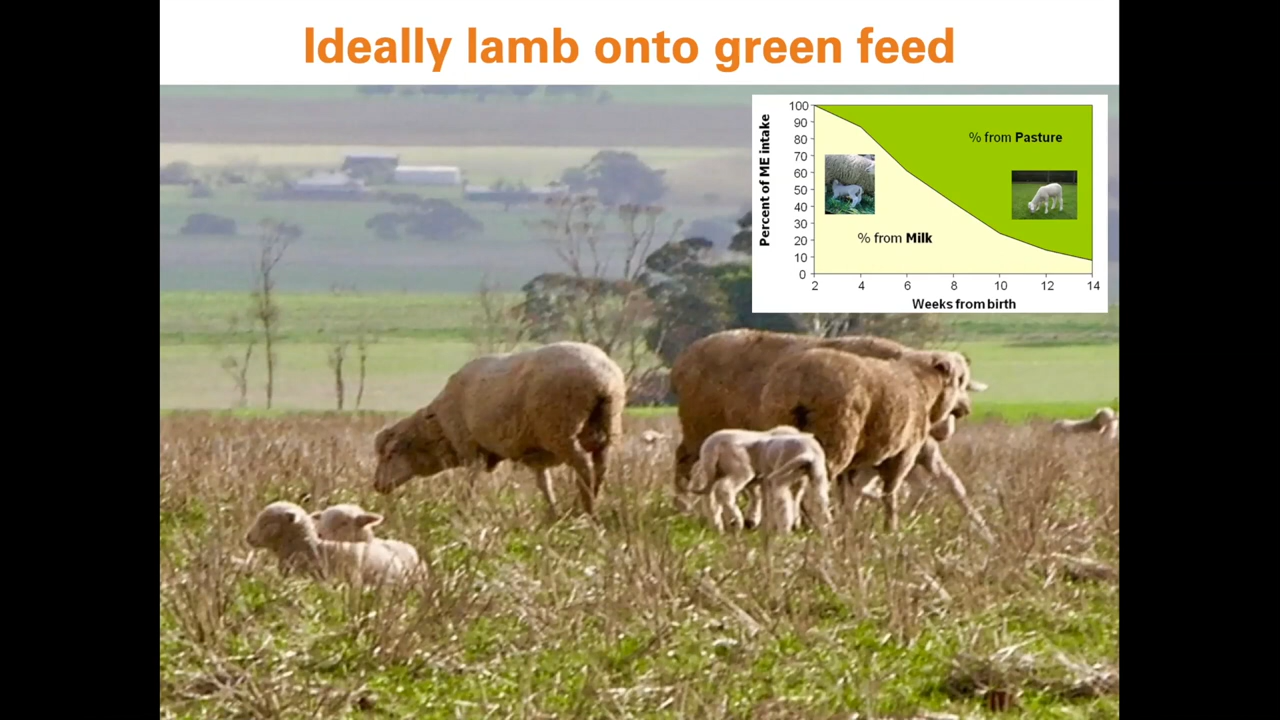 Ideally lamb onto green feed
Percent of ME intake
100
90
80
70
60
50
40
30
20
10
0
% from Pasture
% from Milk
2 4 6 8 10 12 14
Weeks from birth